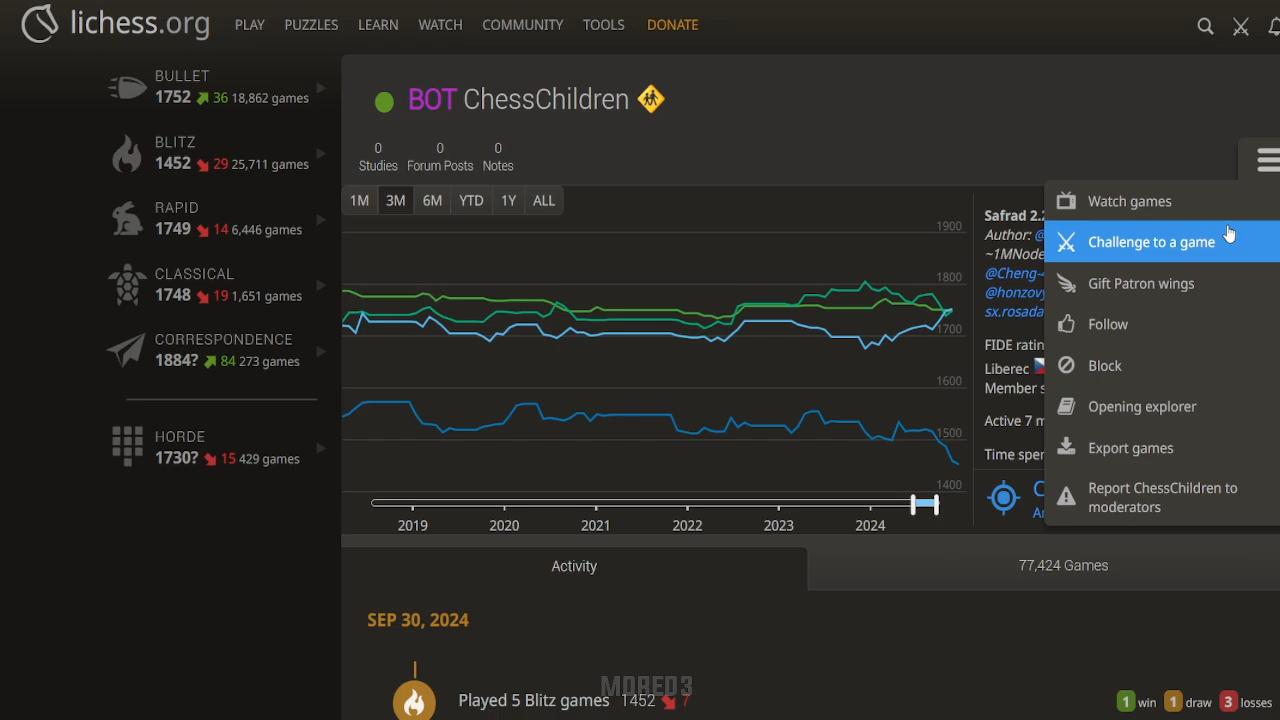 lichess.org PLAY PUZZLES LEARN WATCH COMMUNITY TOOLS DONATE
BULLET
1752 36 18,862 games
BLITZ
1452 29 25,711 games
RAPID
1749 14 6,446 games
CLASSICAL
1748 19 1,651 games
CORRESPONDENCE
1884? 84 273 games
HORDE
1730? 15 429 games
BOT ChessChildren
0 0 0
Studies Forum Posts Notes
1M 3M 6M YTD 1Y ALL
1900
1800
1700
1600
1500
1400
2019 2020 2021 2022 2023 2024
Safrad 2.2
Author: @
~1MNode
@Cheng-4
@honzovy
sx.rosada
FIDE ratin
Liberec
Member s
Active 7 m
Time spen
Watch games
Challenge to a game
Gift Patron wings
Follow
Block
Opening explorer
Export games
Report ChessChildren to
moderators
Activity 77,424 Games
SEP 30, 2024
Played 5 Blitz games 1452 7
1 win 1 draw 3 losses
MOBED3